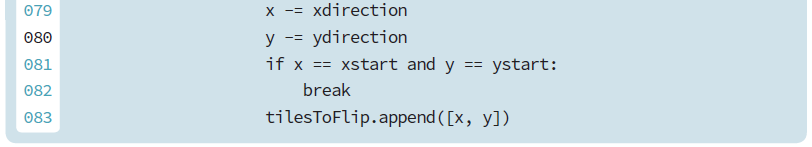 079 x -= xdirection
080 y -= ydirection
081 if x == xstart and y == ystart:
082 break
083 tilesToFlip.append([x, y])